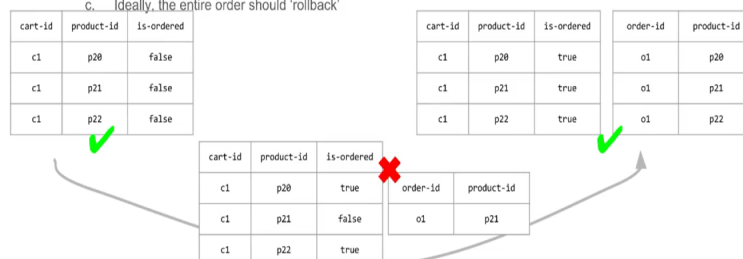 c. Ideally, the entire order should ‘rollback’
cart-id product-id is-ordered
c1 p20 false
c1 p21 false
c1 p22 false
cart-id product-id is-ordered
c1 p20 true
c1 p21 true
c1 p22 true
order-id product-id
o1 p20
o1 p21
o1 p22
cart-id product-id is-ordered
c1 p20 true
c1 p21 false
c1 p22 true
order-id product-id
o1 p21